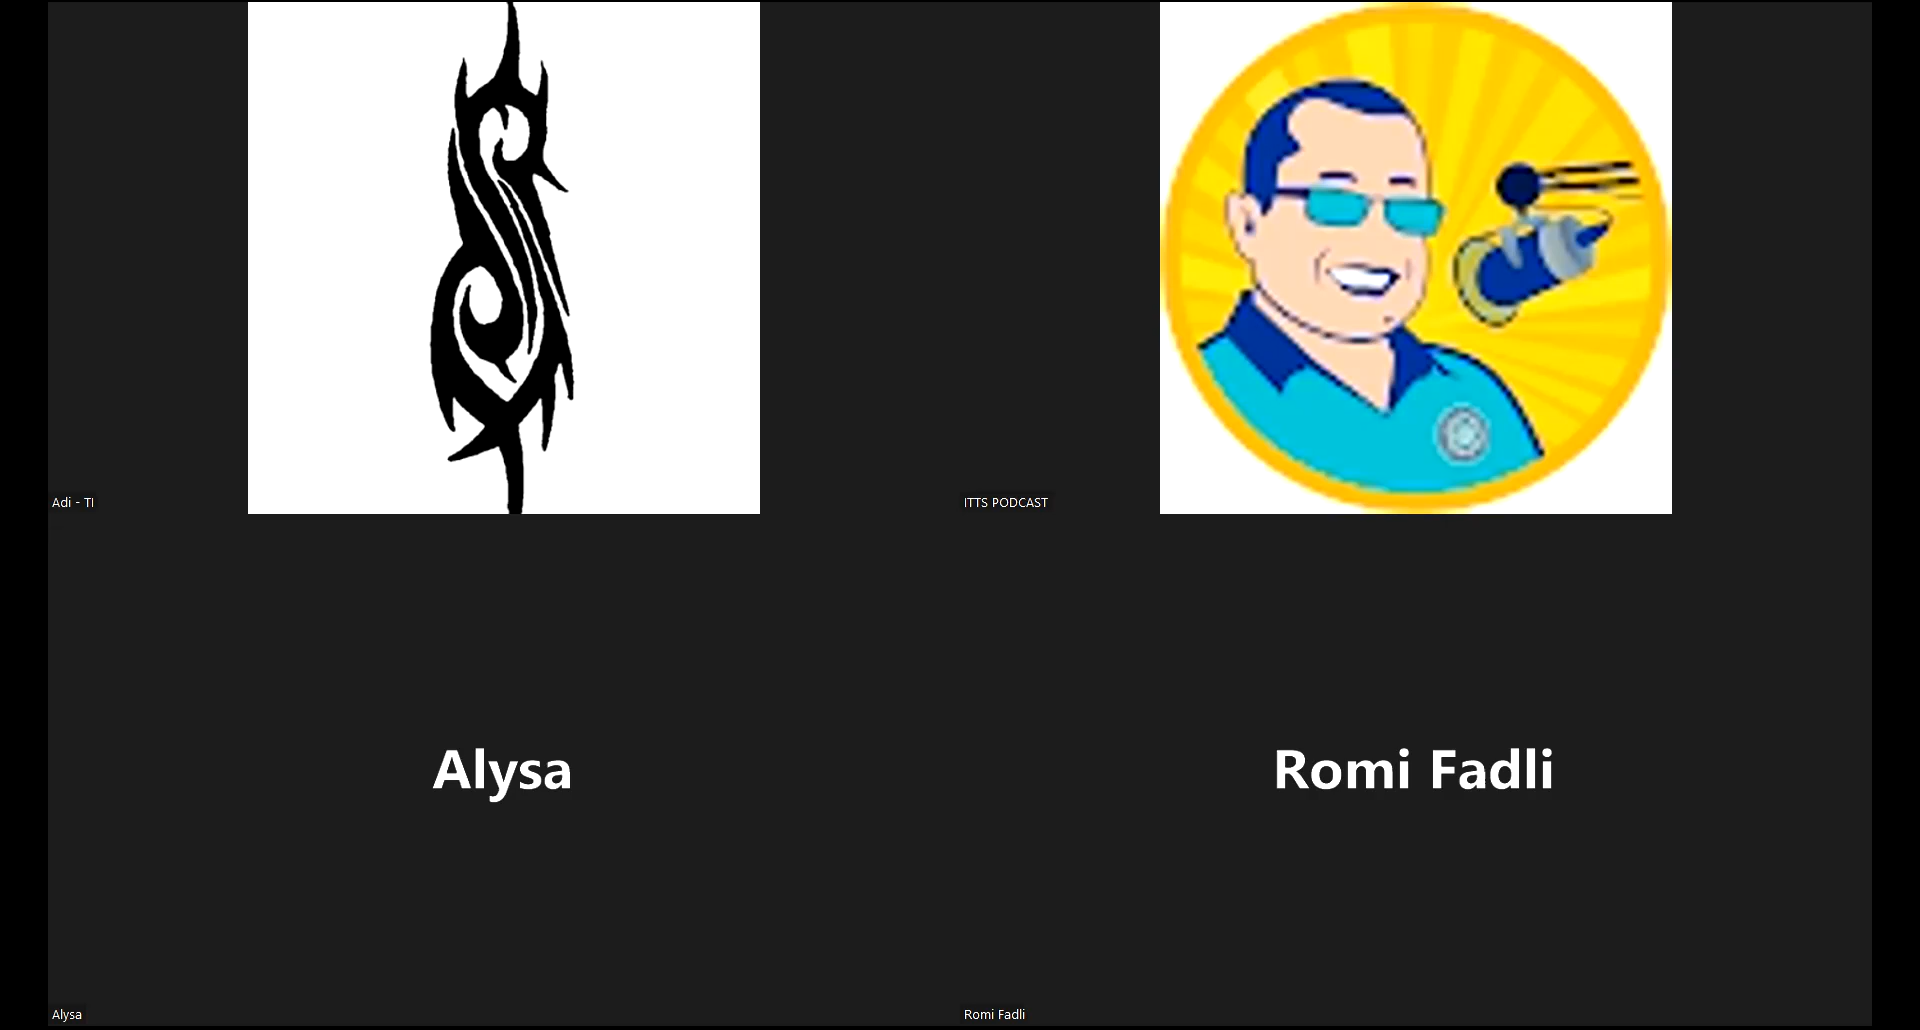 Adi - TI
ITTS PODCAST
Alysa
Romi Fadli
Alysa
Romi Fadli